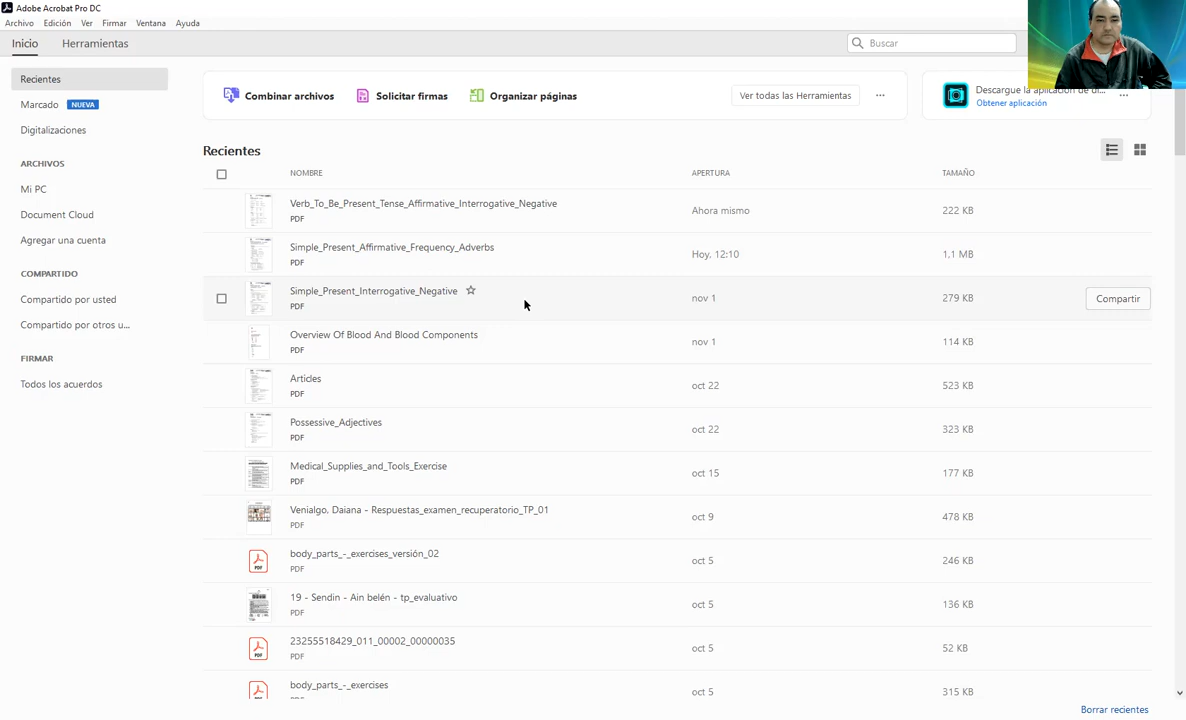 Adobe Acrobat Pro DC
Archivo Edición Ver Firmar Ventana Ayuda
Inicio Herramientas Buscar
Recientes
Marcado NUEVA
Digitalizaciones
ARCHIVOS
Mi PC
Document Cloud
Agregar una cuenta
COMPARTIDO
Compartido por usted
Compartido por otros u...
FIRMAR
Todos los acuerdos
Combinar archivos Solicitar firmas Organizar páginas Ver todas las Herramientas ...
Descargue la aplicación de di... ...
Obtener aplicación
Recientes
NOMBRE APERTURA TAMAÑO
Verb_To_Be_Present_Tense_Affirmative_Interrogative_Negative
PDF
Ahora mismo 222 KB
Simple_Present_Affirmative_Frequency_Adverbs
PDF
Hoy, 12:10 1,1 MB
Simple_Present_Interrogative_Negative
PDF
nov 1 279 KB Compartir
Overview Of Blood And Blood Components
PDF
nov 1 114 KB
Articles
PDF
oct 22 523 KB
Possessive_Adjectives
PDF
oct 22 323 KB
Medical_Supplies_and_Tools_Exercise
PDF
oct 15 177 KB
Venialgo, Daiana - Respuestas_examen_recuperatorio_TP_01
PDF
oct 9 478 KB
body_parts_-_exercises_versión_02
PDF
oct 5 246 KB
19 - Sendin - Ain belén - tp_evaluativo
PDF
oct 5 136 KB
23255518429_011_00002_00000035
PDF
oct 5 52 KB
body_parts_-_exercises
oct 5 315 KB
Borrar recientes